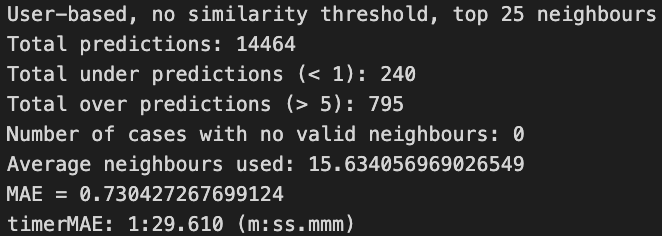 User-based, no similarity threshold, top 25 neighbours
Total predictions: 14464
Total under predictions (< 1): 240
Total over predictions (> 5): 795
Number of cases with no valid neighbours: 0
Average neighbours used: 15.634056969026549
MAE = 0.730427267699124
timerMAE: 1:29.610 (m:ss.mmm)